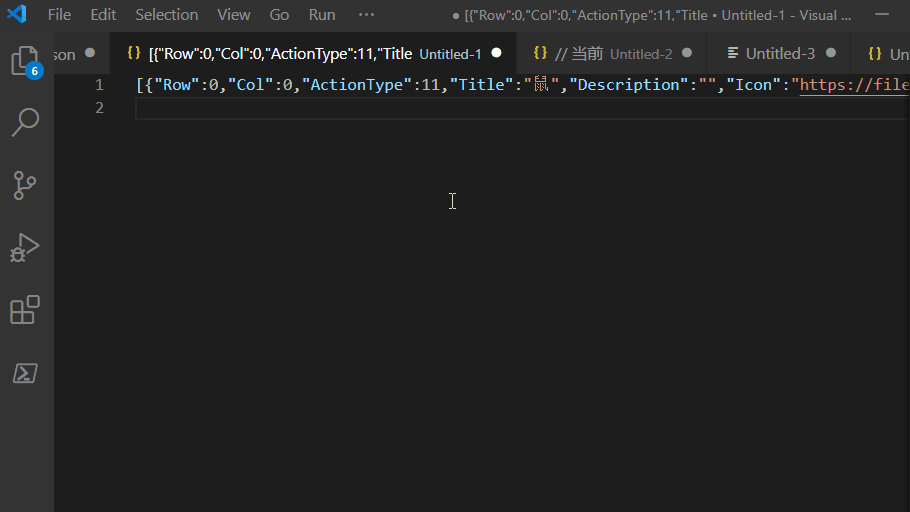 File Edit Selection View Go Run ··· ● [{"Row":0,"Col":0,"ActionType":11,"Title • Untitled-1 - Visual ...
son ● {} [{"Row":0,"Col":0,"ActionType":11,"Title Untitled-1 ● {} // 当前 Untitled-2 ● Untitled-3 ● {} Un
6
1 [{"Row":0,"Col":0,"ActionType":11,"Title":"鼠","Description":"","Icon":"https://file
2